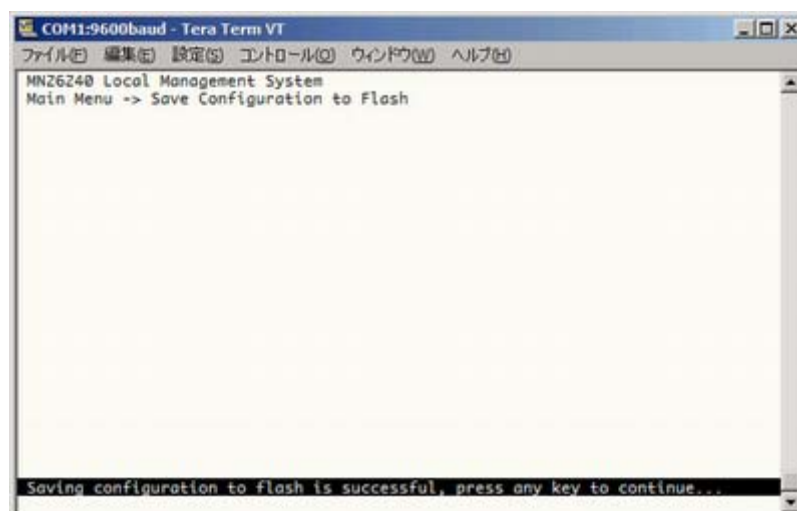 COM1:9600baud - Tera Term VT
ファイル(F) 編集(E) 設定(S) コントロール(O) ウィンドウ(W) ヘルプ(H)
MN26240 Local Management System
Main Menu -> Save Configuration to Flash
Saving configuration to flash is successful, press any key to continue...